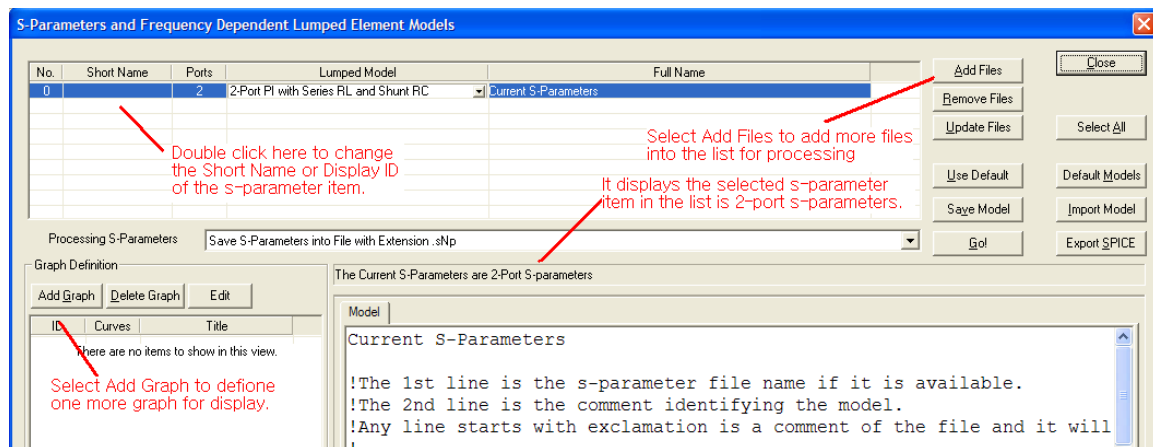 S-Parameters and Frequency Dependent Lumped Element Models
No. Short Name Ports Lumped Model Full Name
0 2 2-Port PI with Series RL and Shunt RC Current S-Parameters
Add Files
Close
Remove Files
Update Files
Select All
Use Default
Default Models
Save Model
Import Model
Go!
Export SPICE
Double click here to change
the Short Name or Display ID
of the s-parameter item.
Select Add Files to add more files
into the list for processing
It displays the selected s-parameter
item in the list is 2-port s-parameters.
Processing S-Parameters Save S-Parameters into File with Extension .sNp
Graph Definition
Add Graph Delete Graph Edit
ID Curves Title
There are no items to show in this view.
Select Add Graph to defione
one more graph for display.
The Current S-Parameters are 2-Port S-parameters
Model
Current S-Parameters
!The 1st line is the s-parameter file name if it is available.
!The 2nd line is the comment identifying the model.
!Any line starts with exclamation is a comment of the file and it will
!